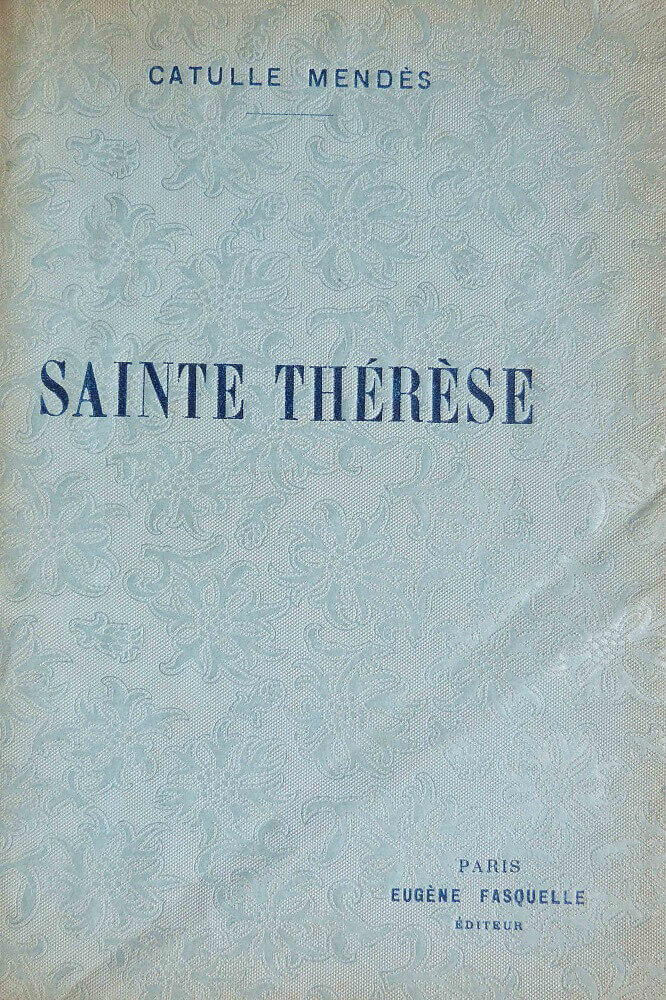 CATULLE MENDÈS
SAINTE THÉRÈSE
PARIS
EUGÈNE FASQUELLE
ÉDITEUR